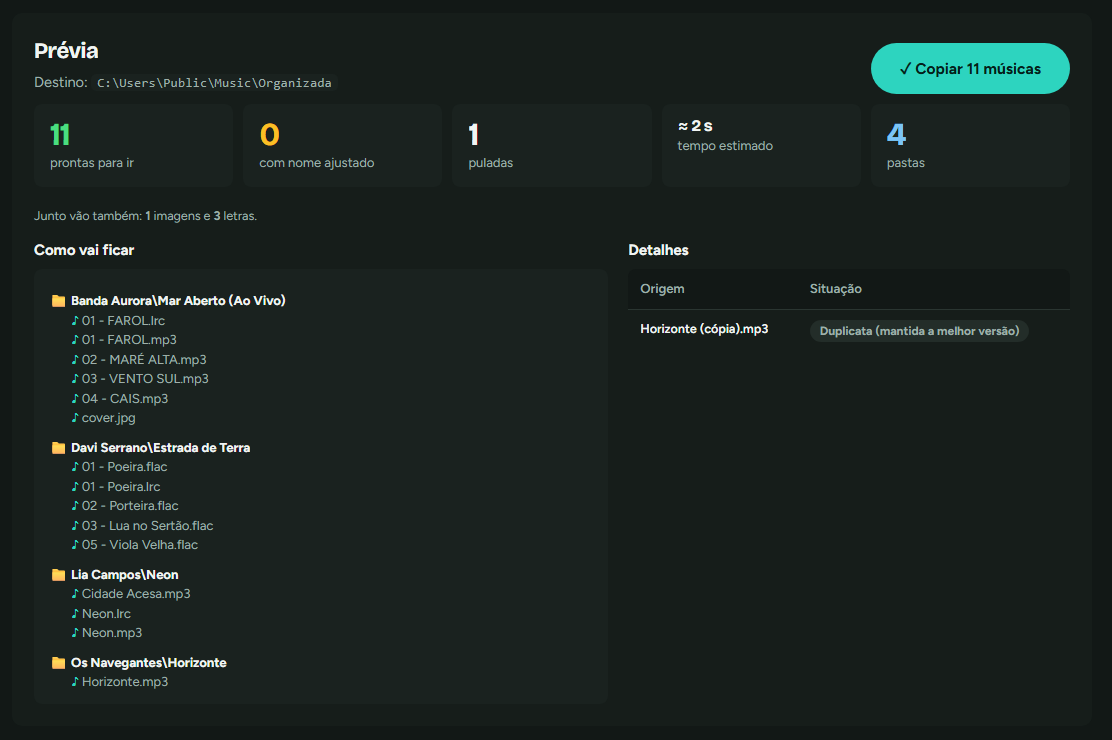 Prévia
Destino: C:\Users\Public\Music\Organizada
✓ Copiar 11 músicas
11
prontas para ir
0
com nome ajustado
1
puladas
≈ 2 s
tempo estimado
4
pastas
Junto vão também: 1 imagens e 3 letras.
Como vai ficar
Banda Aurora\Mar Aberto (Ao Vivo)
01 - FAROL.lrc
01 - FAROL.mp3
02 - MARÉ ALTA.mp3
03 - VENTO SUL.mp3
04 - CAIS.mp3
cover.jpg
Davi Serrano\Estrada de Terra
01 - Poeira.flac
01 - Poeira.lrc
02 - Porteira.flac
03 - Lua no Sertão.flac
05 - Viola Velha.flac
Lia Campos\Neon
Cidade Acesa.mp3
Neon.lrc
Neon.mp3
Os Navegantes\Horizonte
Horizonte.mp3
Detalhes
Origem Situação
Horizonte (cópia).mp3 Duplicata (mantida a melhor versão)